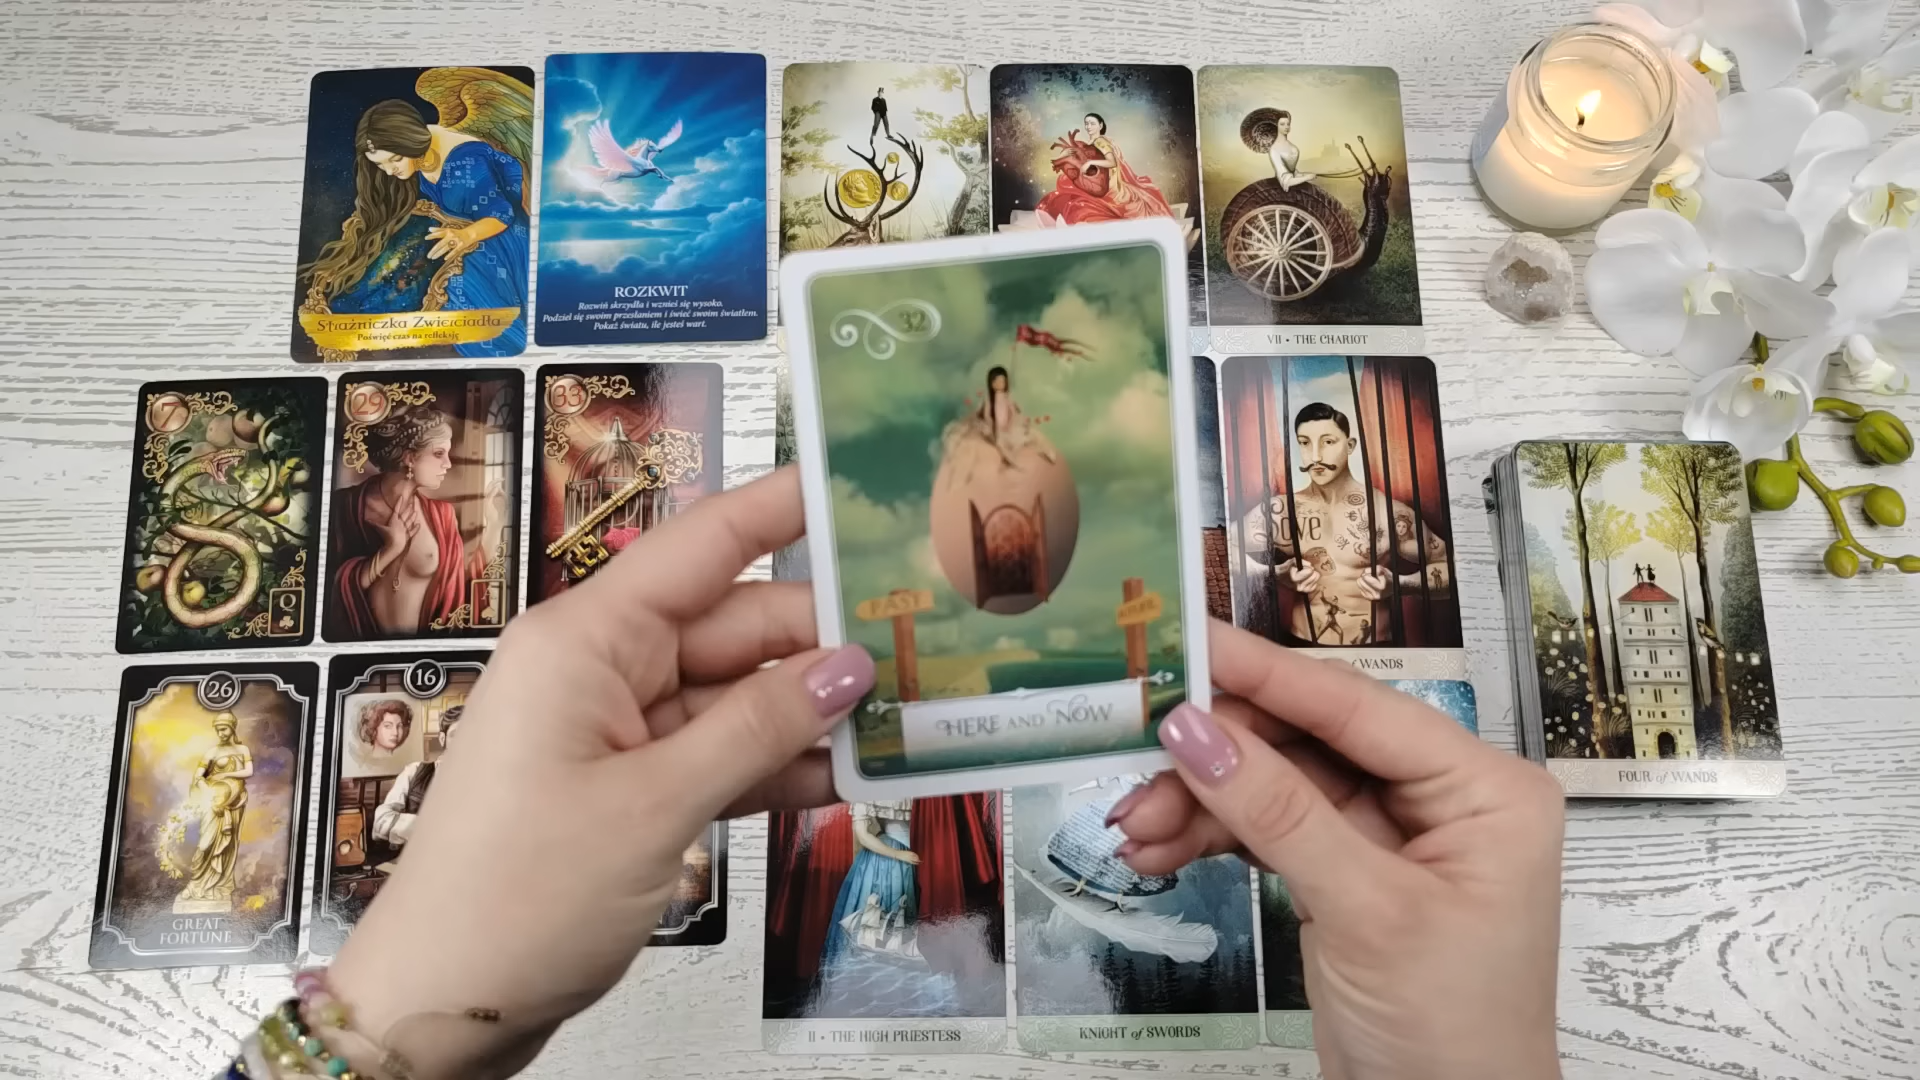 Strażniczka Zwierciadła
Poświęć czas na refleksję
ROZKWIT
Rozwiń skrzydła i wznieś się wysoko.
Podziel się swoim przesłaniem i świeć swoim światłem.
Pokaż światu, ile jesteś wart.
VII • THE CHARIOT
32
PAST
HERE AND NOW
7
Q
29
33
Love
of WANDS
FOUR of WANDS
26
GREAT
FORTUNE
16
II • THE HIGH PRIESTESS
KNIGHT of SWORDS